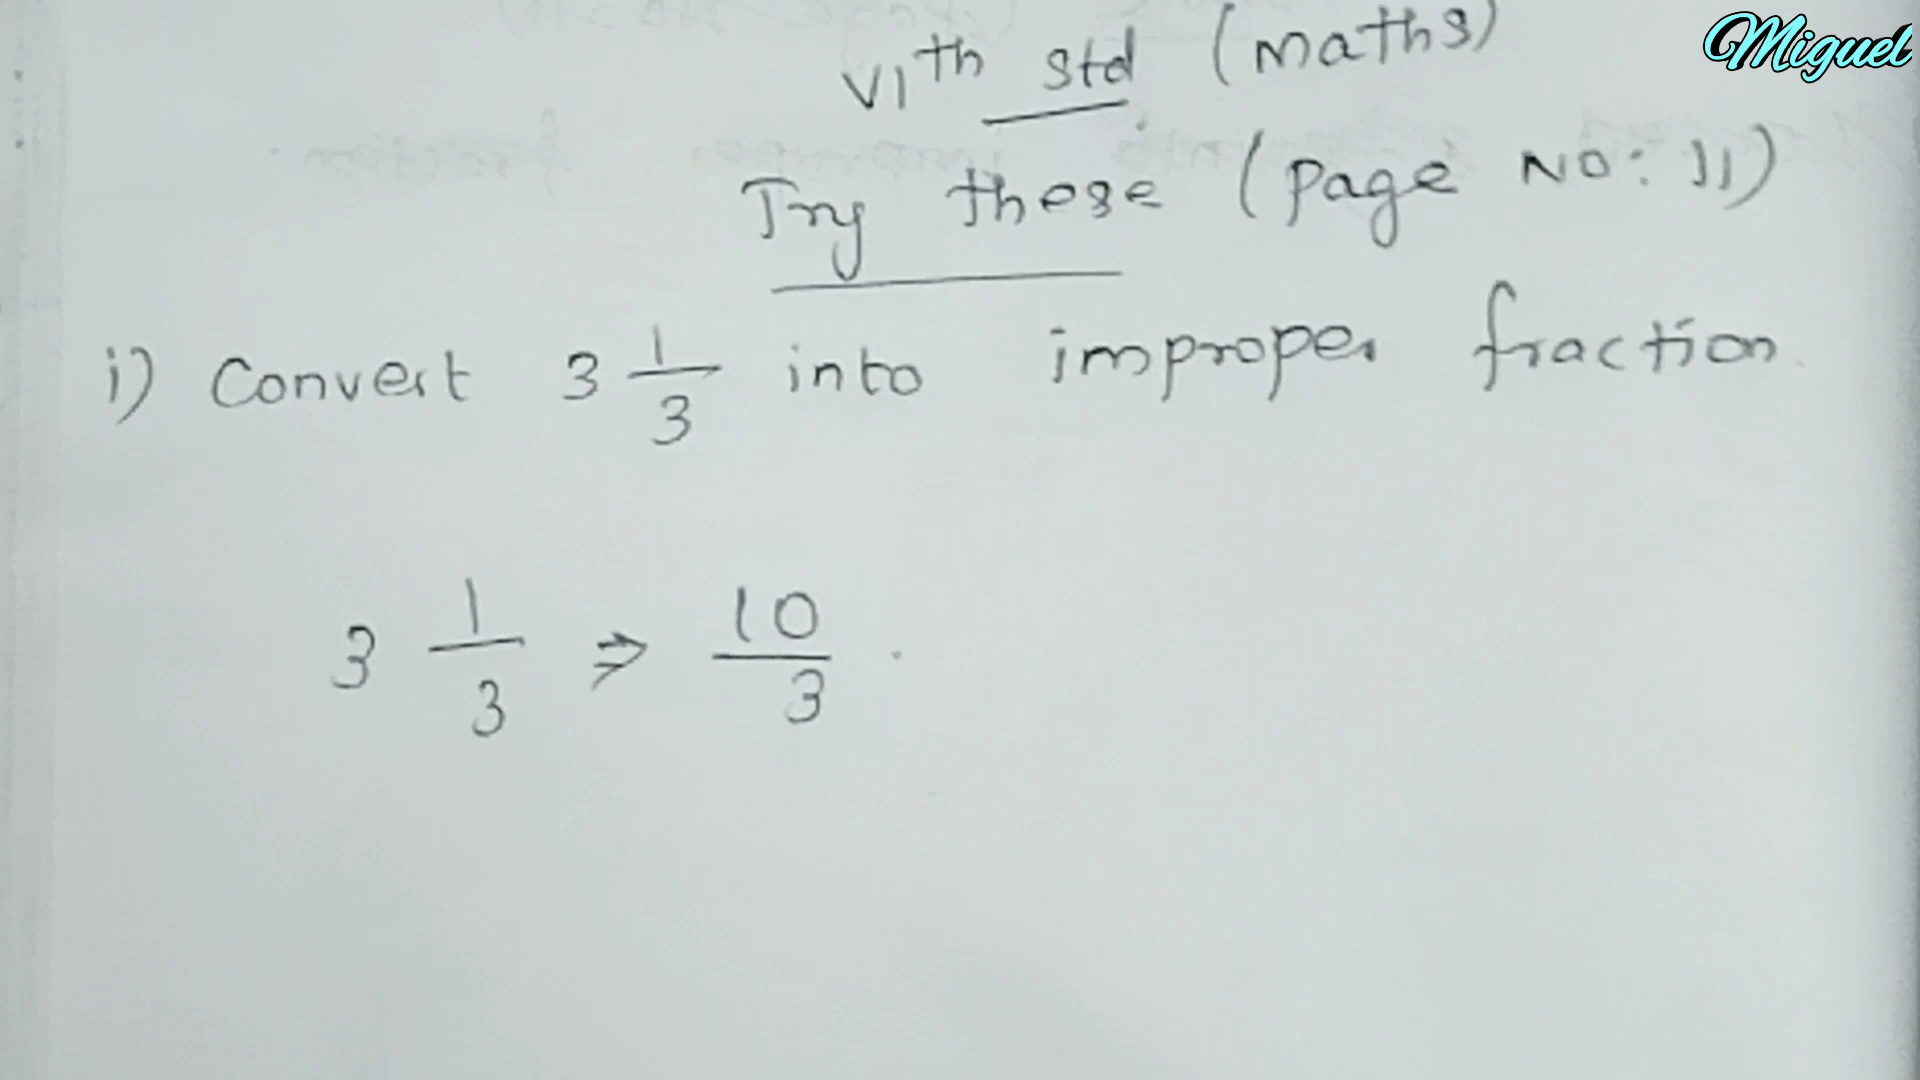 Miguel
VIth std (maths)
Try these (Page No: 11)
i) Convert 3 1/3 into improper fraction
3 1/3 ⇒ 10/3.